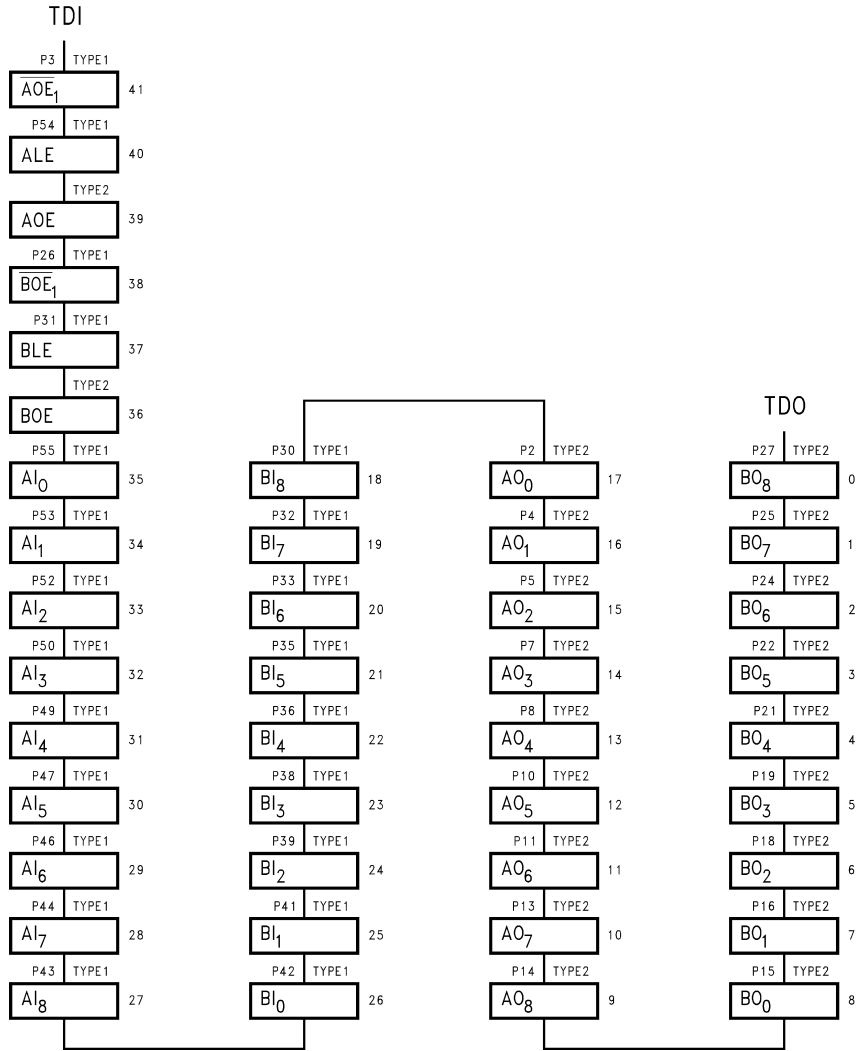 TDI
P3 TYPE1
A̅O̅E̅₁ 41
P54 TYPE1
ALE 40
TYPE2
AOE 39
P26 TYPE1
B̅O̅E̅₁ 38
P31 TYPE1
BLE 37
TYPE2
BOE 36
P55 TYPE1
AI₀ 35
P53 TYPE1
AI₁ 34
P52 TYPE1
AI₂ 33
P50 TYPE1
AI₃ 32
P49 TYPE1
AI₄ 31
P47 TYPE1
AI₅ 30
P46 TYPE1
AI₆ 29
P44 TYPE1
AI₇ 28
P43 TYPE1
AI₈ 27
P30 TYPE1
BI₈ 18
P32 TYPE1
BI₇ 19
P33 TYPE1
BI₆ 20
P35 TYPE1
BI₅ 21
P36 TYPE1
BI₄ 22
P38 TYPE1
BI₃ 23
P39 TYPE1
BI₂ 24
P41 TYPE1
BI₁ 25
P42 TYPE1
BI₀ 26
P2 TYPE2
AO₀ 17
P4 TYPE2
AO₁ 16
P5 TYPE2
AO₂ 15
P7 TYPE2
AO₃ 14
P8 TYPE2
AO₄ 13
P10 TYPE2
AO₅ 12
P11 TYPE2
AO₆ 11
P13 TYPE2
AO₇ 10
P14 TYPE2
AO₈ 9
TDO
P27 TYPE2
BO₈ 0
P25 TYPE2
BO₇ 1
P24 TYPE2
BO₆ 2
P22 TYPE2
BO₅ 3
P21 TYPE2
BO₄ 4
P19 TYPE2
BO₃ 5
P18 TYPE2
BO₂ 6
P16 TYPE2
BO₁ 7
P15 TYPE2
BO₀ 8